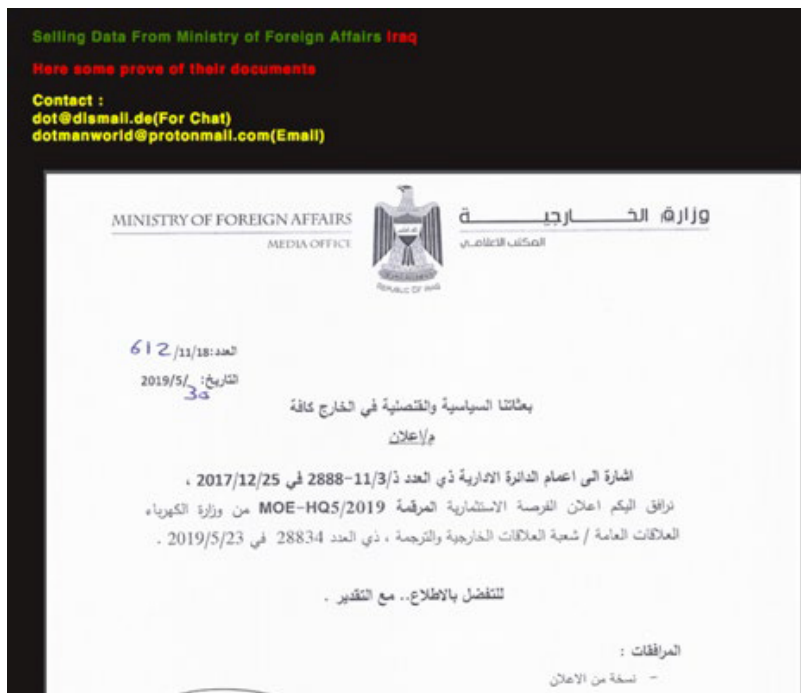 Selling Data From Ministry of Foreign Affairs Iraq
Here some prove of their documents
Contact :
dot@dismail.de(For Chat)
dotmanworld@protonmail.com(Email)
MINISTRY OF FOREIGN AFFAIRS
MEDIA OFFICE
وزارة الخـــــارجيـــــــة
المكتب الاعلامي
REPUBLIC OF IRAQ
العدد:11/18/ 612
التاريخ: 30/2019/5
بعثاتنا السياسية والقنصلية في الخارج كافة
م/إعلان
اشارة الى اعمام الدائرة الادارية ذي العدد ذ/11/3-2888 في 2017/12/25 ،
نرافق اليكم اعلان الفرصة الاستثمارية المرقمة MOE-HQ5/2019 من وزارة الكهرباء
العلاقات العامة / شعبة العلاقات الخارجية والترجمة ، ذي العدد 28834 في 2019/5/23 .
للتفضل بالاطلاع.. مع التقدير .
المرافقات :
- نسخة من الاعلان